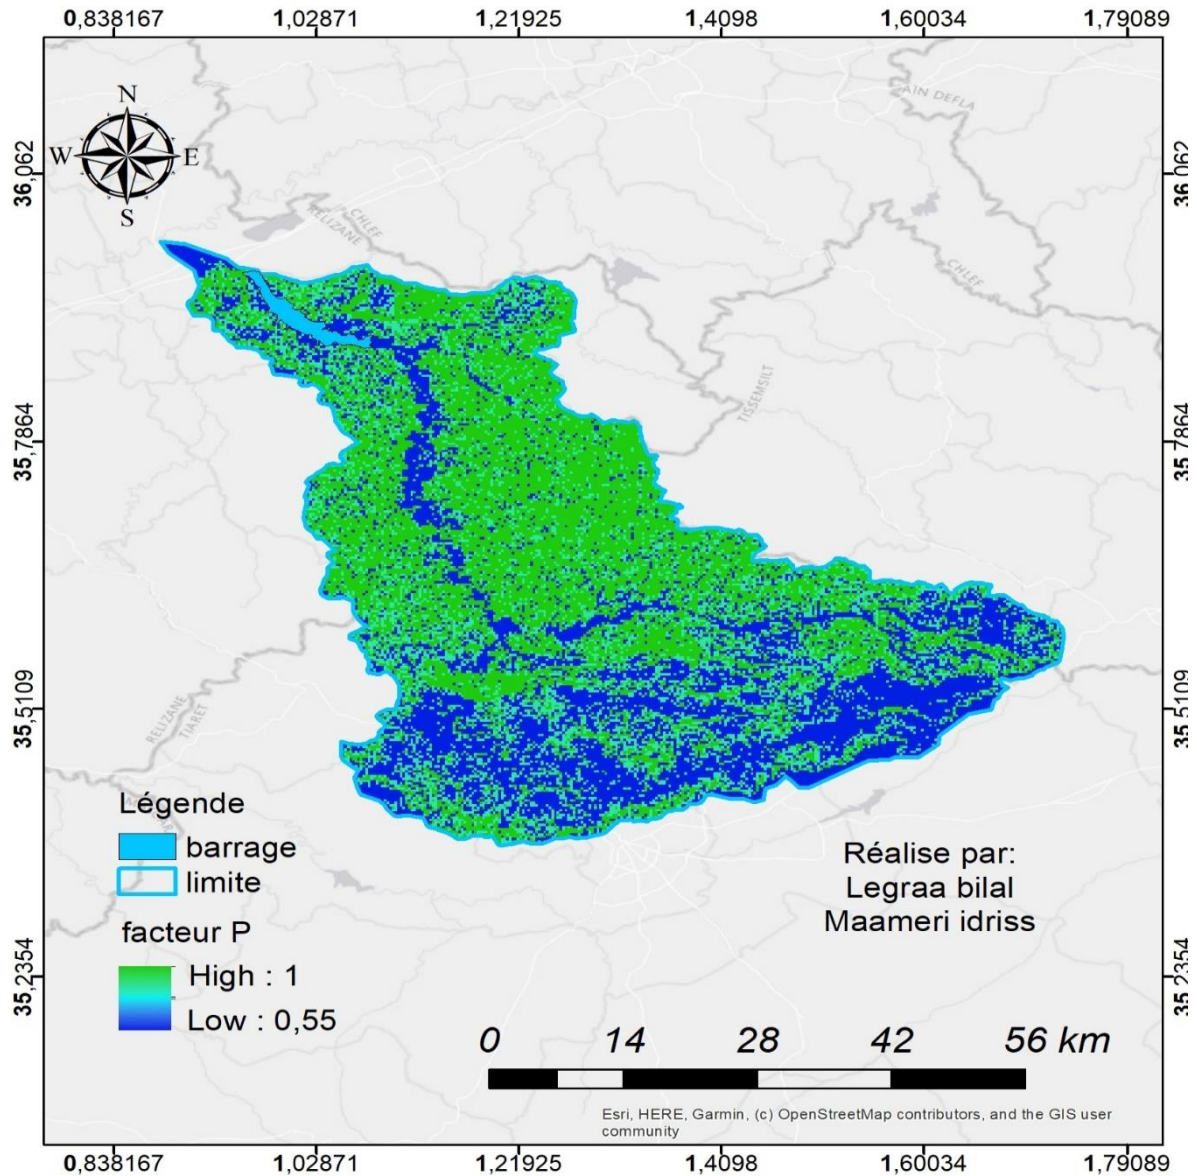 0,838167 1,02871 1,21925 1,4098 1,60034 1,79089
AIN DEFLA
N
W E
S
36,062 36,062
CHLEF
RELIZANE
CHLEF
TISSEMSILT
35,7864 35,7864
35,5109 35,5109
RELIZANE
TIARET
Légende
barrage
limite
facteur P
High : 1
Low : 0,55
Réalise par:
Legraa bilal
Maameri idriss
35,2354 35,2354
0 14 28 42 56 km
Esri, HERE, Garmin, (c) OpenStreetMap contributors, and the GIS user
community
0,838167 1,02871 1,21925 1,4098 1,60034 1,79089